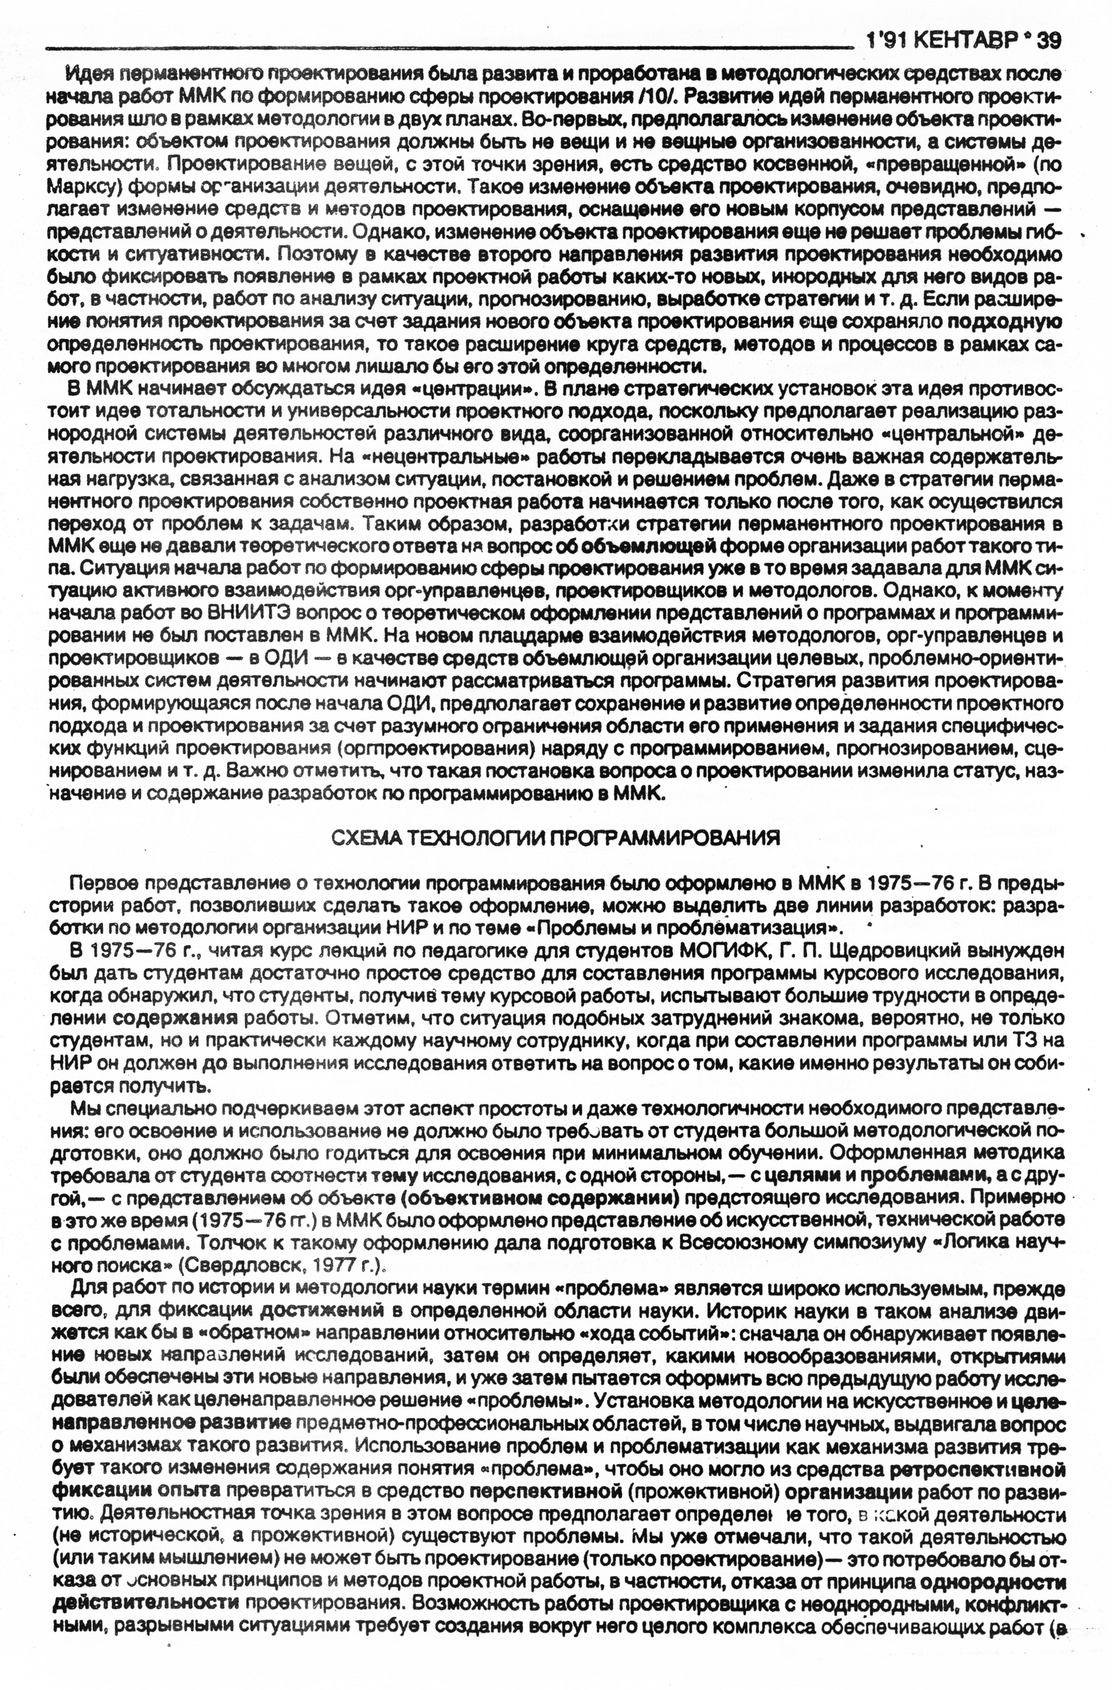 1'91 КЕНТАВР * 39
Идея перманентного проектирования была развита и проработана в методологических средствах после
начала работ ММК по формированию сферы проектирования /10/. Развитие идей перманентного проекти-
рования шло в рамках методологии в двух планах. Во-первых, предполагалось изменение объекта проекти-
рования: объектом проектирования должны быть не вещи и не вещные организованности, а системы де-
ятельности. Проектирование вещей, с этой точки зрения, есть средство косвенной, «превращенной» (по
Марксу) формы организации деятельности. Такое изменение объекта проектирования, очевидно, предпо-
лагает изменение средств и методов проектирования, оснащение его новым корпусом представлений —
представлений о деятельности. Однако, изменение объекта проектирования еще не решает проблемы гиб-
кости и ситуативности. Поэтому в качестве второго направления развития проектирования необходимо
было фиксировать появление в рамках проектной работы каких-то новых, инородных для него видов ра-
бот, в частности, работ по анализу ситуации, прогнозированию, выработке стратегии и т. д. Если расшире-
ние понятия проектирования за счет задания нового объекта проектирования еще сохраняло подходную
определенность проектирования, то такое расширение круга средств, методов и процессов в рамках са-
мого проектирования во многом лишало бы его этой определенности.
В ММК начинает обсуждаться идея «центрации». В плане стратегических установок эта идея противос-
тоит идее тотальности и универсальности проектного подхода, поскольку предполагает реализацию раз-
нородной системы деятельностей различного вида, соорганизованной относительно «центральной» де-
ятельности проектирования. На «нецентральные» работы перекладывается очень важная содержатель-
ная нагрузка, связанная с анализом ситуации, постановкой и решением проблем. Даже в стратегии перма-
нентного проектирования собственно проектная работа начинается только после того, как осуществился
переход от проблем к задачам. Таким образом, разработки стратегии перманентного проектирования в
ММК еще не давали теоретического ответа на вопрос об объемлющей форме организации работ такого ти-
па. Ситуация начала работ по формированию сферы проектирования уже в то время задавала для ММК си-
туацию активного взаимодействия орг-управленцев, проектировщиков и методологов. Однако, к моменту
начала работ во ВНИИТЭ вопрос о теоретическом оформлении представлений о программах и программи-
ровании не был поставлен в ММК. На новом плацдарме взаимодействия методологов, орг-управленцев и
проектировщиков — в ОДИ — в качестве средств объемлющей организации целевых, проблемно-ориенти-
рованных систем деятельности начинают рассматриваться программы. Стратегия развития проектирова-
ния, формирующаяся после начала ОДИ, предполагает сохранение и развитие определенности проектного
подхода и проектирования за счет разумного ограничения области его применения и задания специфичес-
ких функций проектирования (оргпроектирования) наряду с программированием, прогнозированием, сце-
нированием и т. д. Важно отметить, что такая постановка вопроса о проектировании изменила статус, наз-
начение и содержание разработок по программированию в ММК.
СХЕМА ТЕХНОЛОГИИ ПРОГРАММИРОВАНИЯ
Первое представление о технологии программирования было оформлено в ММК в 1975—76 г. В преды-
стории работ, позволивших сделать такое оформление, можно выделить две линии разработок: разра-
ботки по методологии организации НИР и по теме «Проблемы и проблематизация».
В 1975—76 г., читая курс лекций по педагогике для студентов МОГИФК, Г. П. Щедровицкий вынужден
был дать студентам достаточно простое средство для составления программы курсового исследования,
когда обнаружил, что студенты, получив тему курсовой работы, испытывают большие трудности в опреде-
лении содержания работы. Отметим, что ситуация подобных затруднений знакома, вероятно, не только
студентам, но и практически каждому научному сотруднику, когда при составлении программы или ТЗ на
НИР он должен до выполнения исследования ответить на вопрос о том, какие именно результаты он соби-
рается получить.
Мы специально подчеркиваем этот аспект простоты и даже технологичности необходимого представле-
ния: его освоение и использование не должно было требовать от студента большой методологической по-
дготовки, оно должно было годиться для освоения при минимальном обучении. Оформленная методика
требовала от студента соотнести тему исследования, с одной стороны,— с целями и проблемами, а с дру-
гой,— с представлением об объекте (объективном содержании) предстоящего исследования. Примерно
в это же время (1975—76 гг.) в ММК было оформлено представление об искусственной, технической работе
с проблемами. Толчок к такому оформлению дала подготовка к Всесоюзному симпозиуму «Логика науч-
ного поиска» (Свердловск, 1977 г.).
Для работ по истории и методологии науки термин «проблема» является широко используемым, прежде
всего, для фиксации достижений в определенной области науки. Историк науки в таком анализе дви-
жется как бы в «обратном» направлении относительно «хода событий»: сначала он обнаруживает появле-
ние новых направлений исследований, затем он определяет, какими новообразованиями, открытиями
были обеспечены эти новые направления, и уже затем пытается оформить всю предыдущую работу иссле-
дователей как целенаправленное решение «проблемы». Установка методологии на искусственное и целе-
направленное развитие предметно-профессиональных областей, в том числе научных, выдвигала вопрос
о механизмах такого развития. Использование проблем и проблематизации как механизма развития тре-
бует такого изменения содержания понятия «проблема», чтобы оно могло из средства ретроспективной
фиксации опыта превратиться в средство перспективной (прожективной) организации работ по разви-
тию. Деятельностная точка зрения в этом вопросе предполагает определение того, в какой деятельности
(не исторической, а прожективной) существуют проблемы. Мы уже отмечали, что такой деятельностью
(или таким мышлением) не может быть проектирование (только проектирование)— это потребовало бы от-
каза от основных принципов и методов проектной работы, в частности, отказа от принципа однородности
действительности проектирования. Возможность работы проектировщика с неоднородными, конфликт-
ными, разрывными ситуациями требует создания вокруг него целого комплекса обеспечивающих работ (в